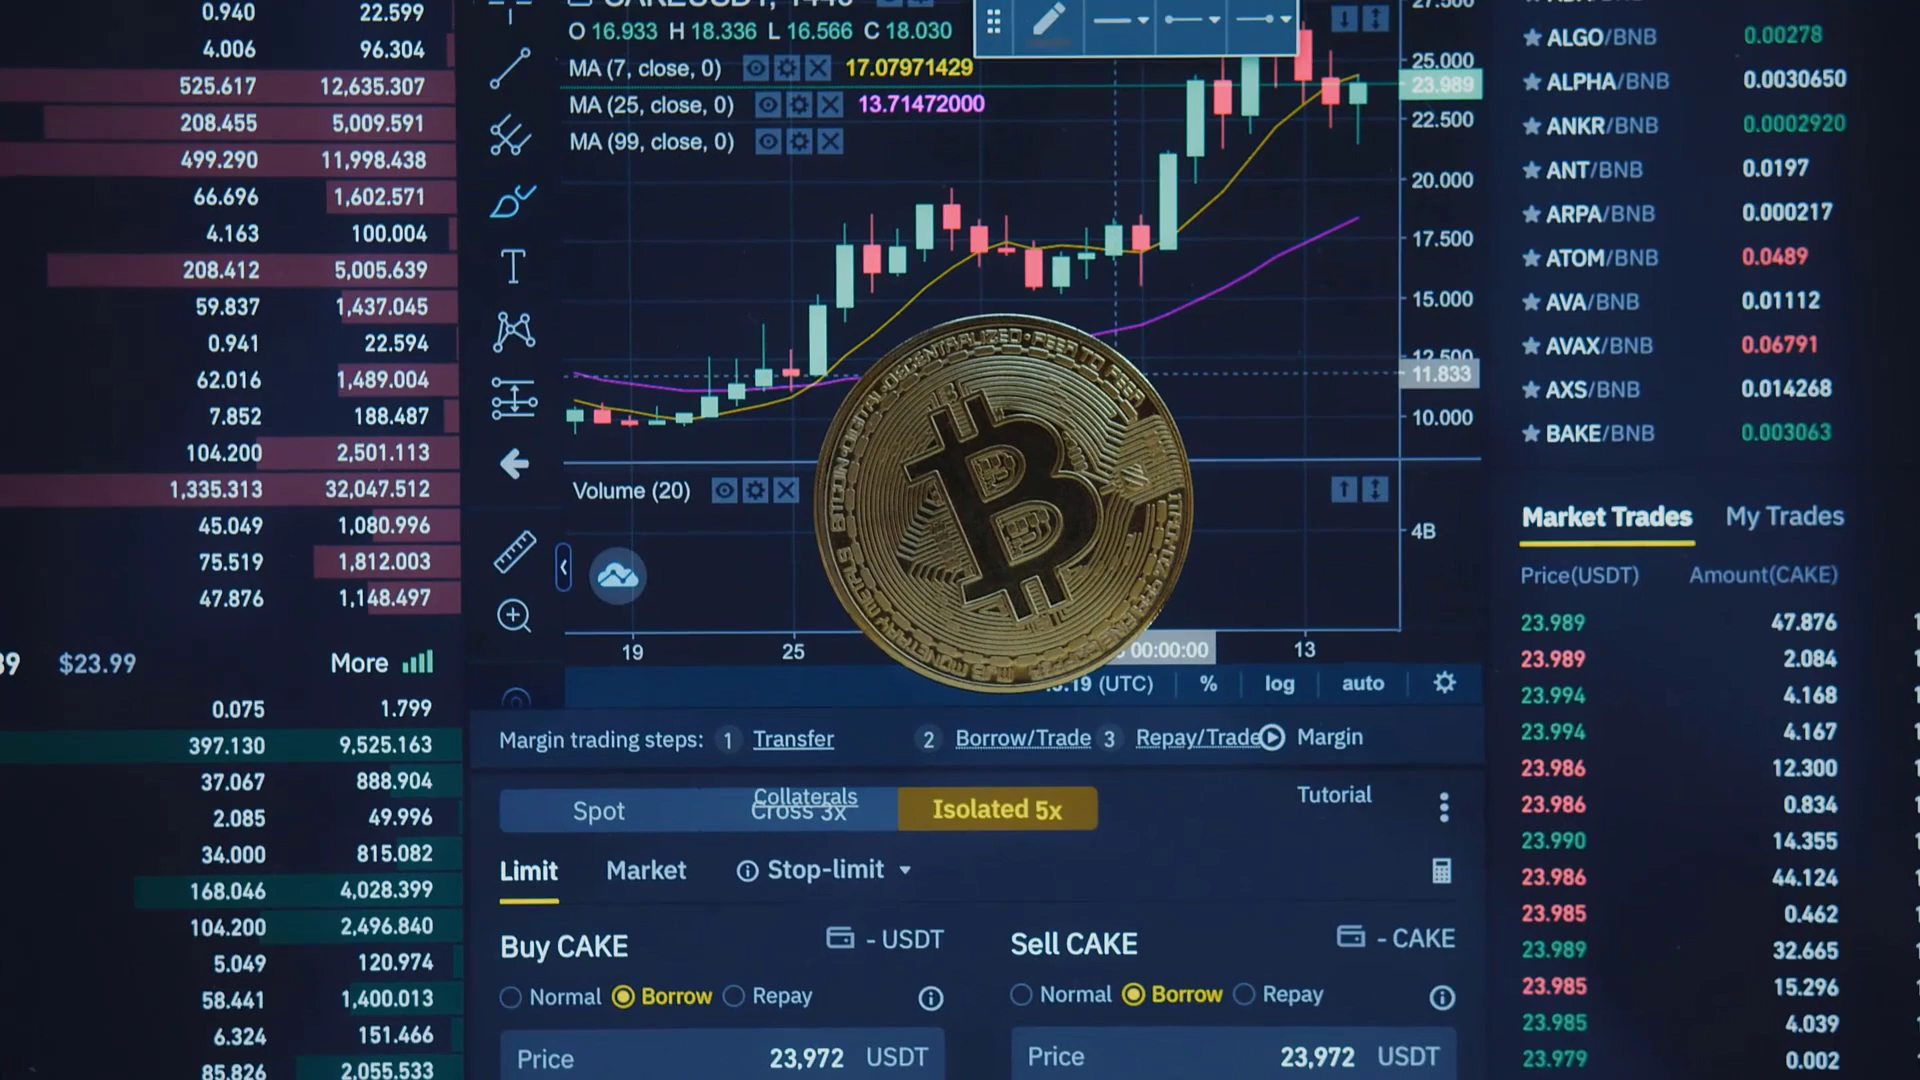 0.940 22.599
4.006 96.304
525.617 12,635.307
208.455 5,009.591
499.290 11,998.438
66.696 1,602.571
4.163 100.004
208.412 5,005.639
59.837 1,437.045
0.941 22.594
62.016 1,489.004
7.852 188.487
104.200 2,501.113
1,335.313 32,047.512
45.049 1,080.996
75.519 1,812.003
47.876 1,148.497
$23.99 More
0.075 1.799
397.130 9,525.163
37.067 888.904
2.085 49.996
34.000 815.082
168.046 4,028.399
104.200 2,496.840
5.049 120.974
58.441 1,400.013
6.324 151.466
85.826 2,055.533
O 16.933 H 18.336 L 16.566 C 18.030
MA (7, close, 0) 17.07971429
MA (25, close, 0) 13.71472000
MA (99, close, 0)
27.500
25.000
23.989
22.500
20.000
17.500
15.000
12.500
11.833
10.000
Volume (20)
4B
19 25 00:00:00 13
(UTC) % log auto
BITCOIN
DIGITAL
DECENTRALIZED
PEER TO PEER
B
Margin trading steps: 1 Transfer 2 Borrow/Trade 3 Repay/Trade Margin
Collaterals Tutorial
Spot Cross 3x Isolated 5x
Limit Market Stop-limit
Buy CAKE - USDT
Normal Borrow Repay
Price 23,972 USDT
Sell CAKE - CAKE
Normal Borrow Repay
Price 23,972 USDT
ALGO/BNB 0.00278
ALPHA/BNB 0.0030650
ANKR/BNB 0.0002920
ANT/BNB 0.0197
ARPA/BNB 0.000217
ATOM/BNB 0.0489
AVA/BNB 0.01112
AVAX/BNB 0.06791
AXS/BNB 0.014268
BAKE/BNB 0.003063
Market Trades My Trades
Price(USDT) Amount(CAKE)
23.989 47.876
23.989 2.084
23.994 4.168
23.994 4.167
23.986 12.300
23.986 0.834
23.990 14.355
23.986 44.124
23.985 0.462
23.989 32.665
23.985 15.296
23.985 4.039
23.979 0.002